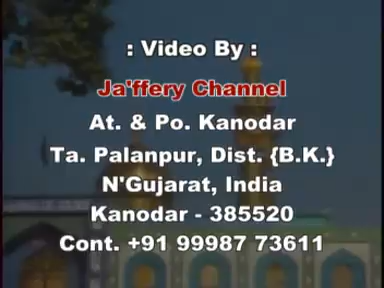 : Video By :
Ja'ffery Channel
At. & Po. Kanodar
Ta. Palanpur, Dist. {B.K.}
N'Gujarat, India
Kanodar - 385520
Cont. +91 99987 73611